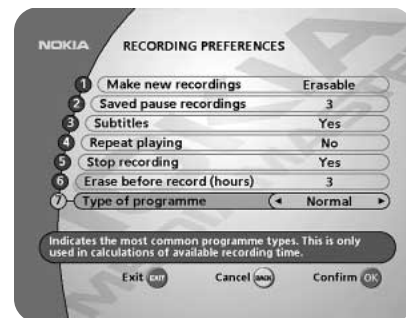 NOKIA
RECORDING PREFERENCES
1 Make new recordings Erasable
2 Saved pause recordings 3
3 Subtitles Yes
4 Repeat playing No
5 Stop recording Yes
6 Erase before record (hours) 3
7 Type of programme Normal
Indicates the most common programme types. This is only
used in calculations of available recording time.
Exit EXIT Cancel BACK Confirm OK